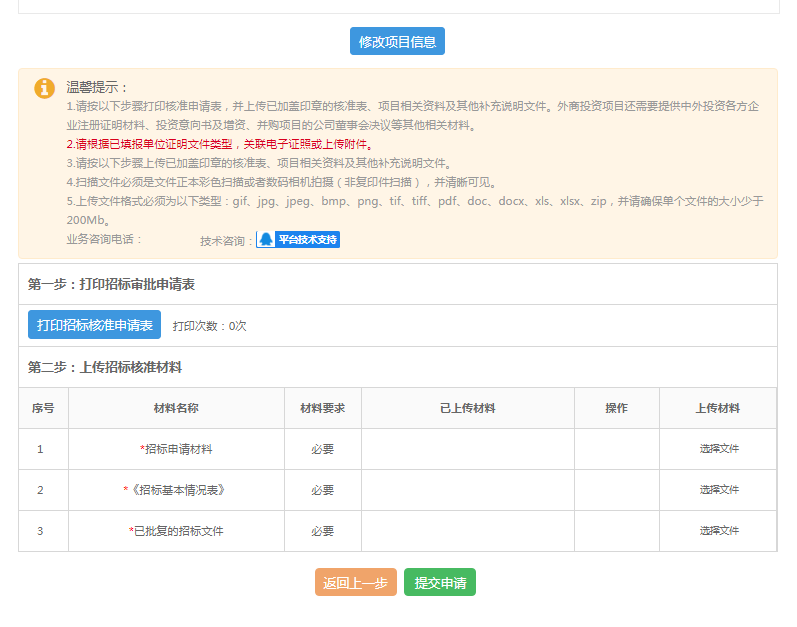 修改项目信息
温馨提示：
1.请按以下步骤打印核准申请表，并上传已加盖印章的核准表、项目相关资料及其他补充说明文件。外商投资项目还需要提供中外投资各方企
业注册证明材料、投资意向书及增资、并购项目的公司董事会决议等其他相关材料。
2.请根据已填报单位证明文件类型，关联电子证照或上传附件。
3.请按以下步骤上传已加盖印章的核准表、项目相关资料及其他补充说明文件。
4.扫描文件必须是文件正本彩色扫描或者数码相机拍摄（非复印件扫描），并清晰可见。
5.上传文件格式必须为以下类型：gif、jpg、jpeg、bmp、png、tif、tiff、pdf、doc、docx、xls、xlsx、zip，并请确保单个文件的大小少于
200Mb。
业务咨询电话： 技术咨询： 平台技术支持
第一步：打印招标审批申请表
打印招标核准申请表 打印次数：0次
第二步：上传招标核准材料
序号 材料名称 材料要求 已上传材料 操作 上传材料
1 *招标申请材料 必要 选择文件
2 *《招标基本情况表》 必要 选择文件
3 *已批复的招标文件 必要 选择文件
返回上一步 提交申请